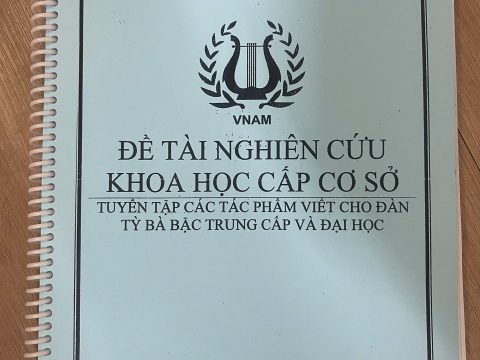 VNAM
ĐỀ TÀI NGHIÊN CỨU
KHOA HỌC CẤP CƠ SỞ
TUYỂN TẬP CÁC TÁC PHẨM VIẾT CHO ĐÀN
TỲ BÀ BẬC TRUNG CẤP VÀ ĐẠI HỌC